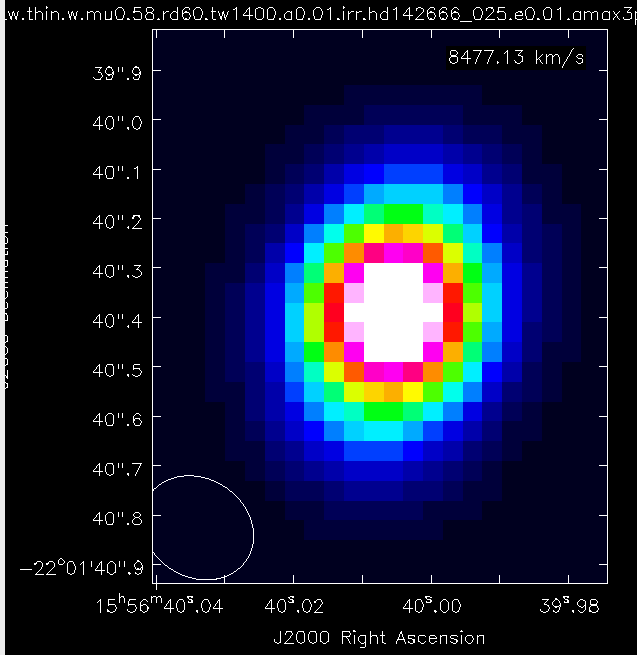 .w.thin.w.mu0.58.rd60.tw1400.a0.01.irr.hd142666_025.e0.01.amax3
8477.13 km/s
39".9
40".0
40".1
40".2
40".3
40".4
40".5
40".6
40".7
40".8
-22°01'40".9
15h56m40s.04 40s.02 40s.00 39s.98
J2000 Right Ascension